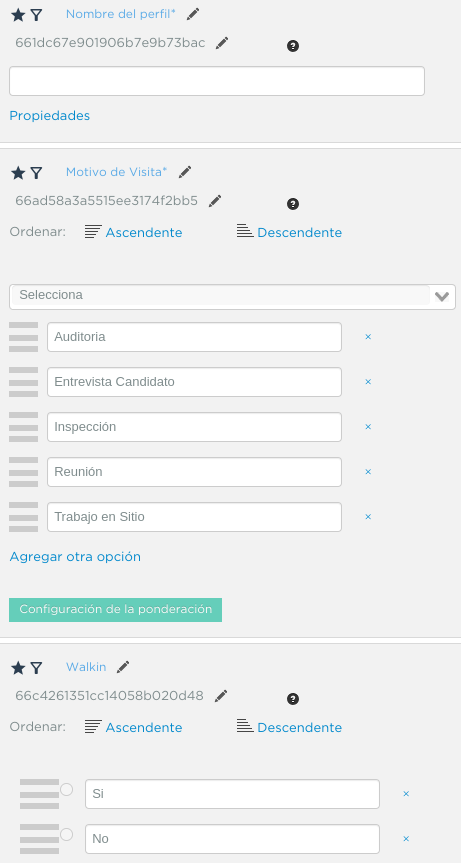 Nombre del perfil*
661dc67e901906b7e9b73bac
?
Propiedades
Motivo de Visita*
66ad58a3a5515ee3174f2bb5
?
Ordenar: Ascendente Descendente
Selecciona
Auditoria ×
Entrevista Candidato ×
Inspección ×
Reunión ×
Trabajo en Sitio ×
Agregar otra opción
Configuración de la ponderación
Walkin
66c4261351cc14058b020d48
?
Ordenar: Ascendente Descendente
Si ×
No ×